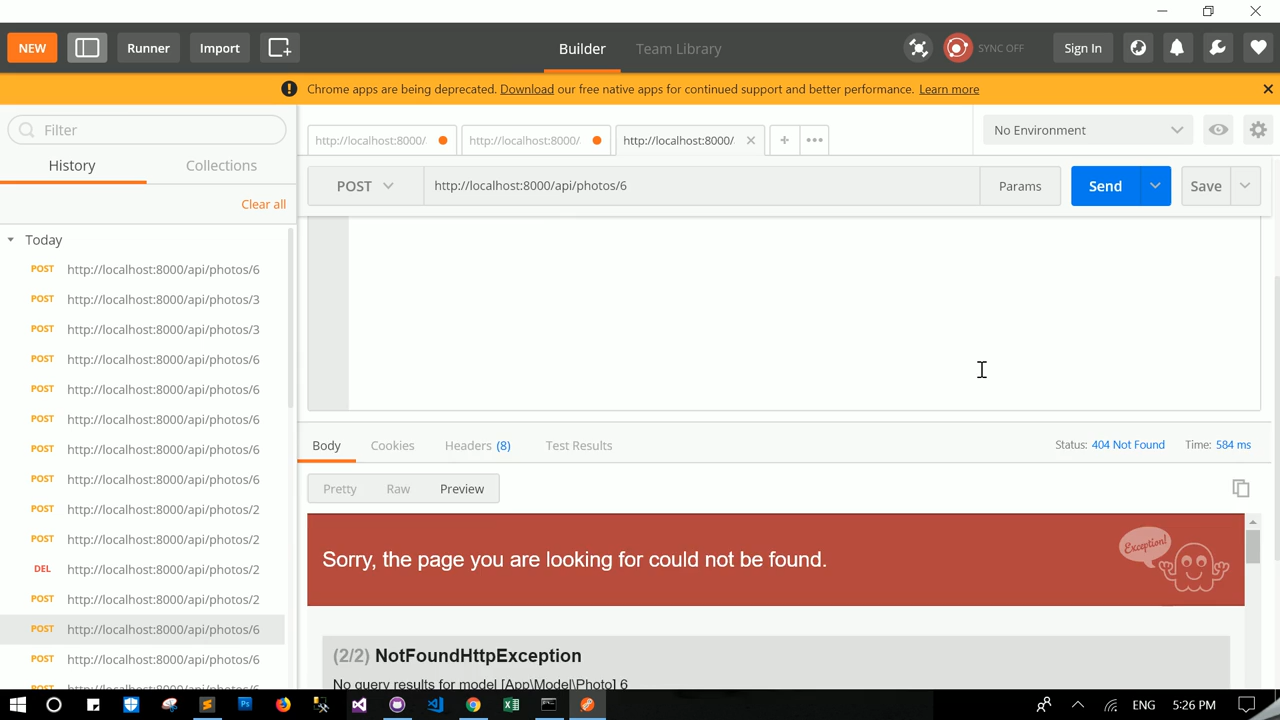 NEW
Runner
Import
Builder
Team Library
SYNC OFF
Sign In
Chrome apps are being deprecated. Download our free native apps for continued support and better performance. Learn more
Filter
History
Collections
Clear all
Today
POST http://localhost:8000/api/photos/6
POST http://localhost:8000/api/photos/3
POST http://localhost:8000/api/photos/3
POST http://localhost:8000/api/photos/6
POST http://localhost:8000/api/photos/6
POST http://localhost:8000/api/photos/6
POST http://localhost:8000/api/photos/6
POST http://localhost:8000/api/photos/6
POST http://localhost:8000/api/photos/2
POST http://localhost:8000/api/photos/2
DEL http://localhost:8000/api/photos/2
POST http://localhost:8000/api/photos/2
POST http://localhost:8000/api/photos/6
POST http://localhost:8000/api/photos/6
POST http://localhost:8000/api/photos/6
http://localhost:8000/
http://localhost:8000/
http://localhost:8000/
No Environment
POST
http://localhost:8000/api/photos/6
Params
Send
Save
Body
Cookies
Headers (8)
Test Results
Status: 404 Not Found
Time: 584 ms
Pretty
Raw
Preview
Sorry, the page you are looking for could not be found.
Exception!
(2/2) NotFoundHttpException
No query results for model [App\Model\Photo] 6
ENG
5:26 PM